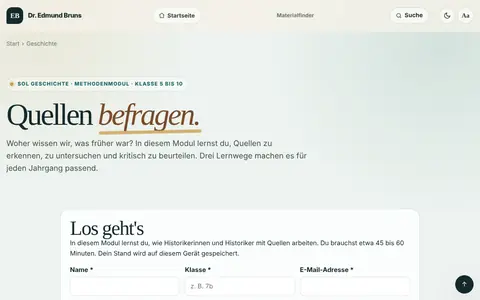 EB Dr. Edmund Bruns Startseite Materialfinder Suche Aa
Start › Geschichte
SOL GESCHICHTE · METHODENMODUL · KLASSE 5 BIS 10
Quellen befragen.
Woher wissen wir, was früher war? In diesem Modul lernst du, Quellen zu
erkennen, zu untersuchen und kritisch zu beurteilen. Drei Lernwege machen es für
jeden Jahrgang passend.
Los geht's
In diesem Modul lernst du, wie Historikerinnen und Historiker mit Quellen arbeiten. Du brauchst etwa 45 bis 60
Minuten. Dein Stand wird auf diesem Gerät gespeichert.
Name * Klasse * E-Mail-Adresse *
z. B. 7b